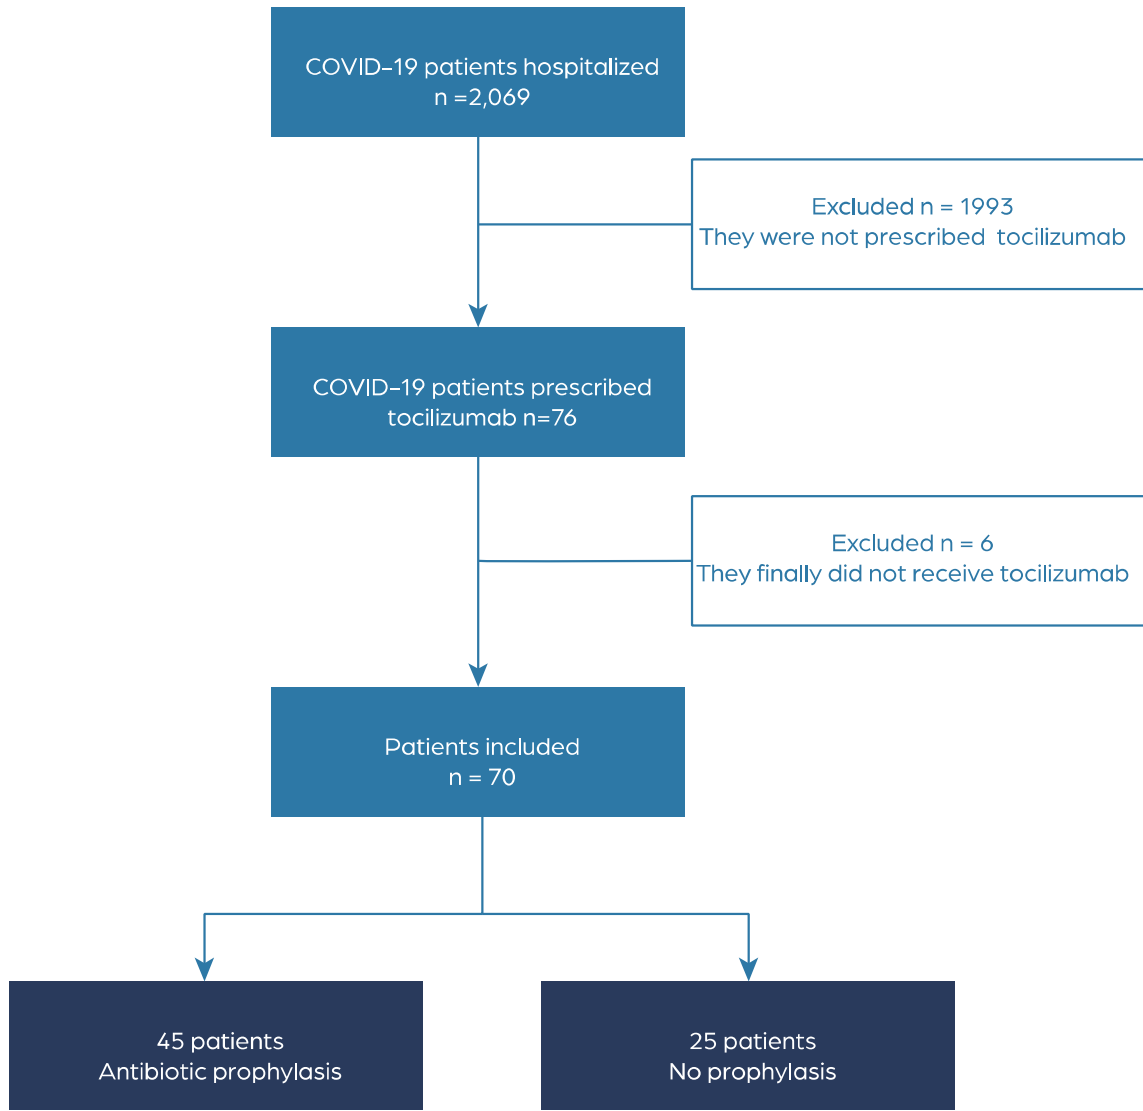 COVID-19 patients hospitalized
n =2,069
Excluded n = 1993
They were not prescribed tocilizumab
COVID-19 patients prescribed
tocilizumab n=76
Excluded n = 6
They finally did not receive tocilizumab
Patients included
n = 70
45 patients
Antibiotic prophylasis
25 patients
No prophylasis